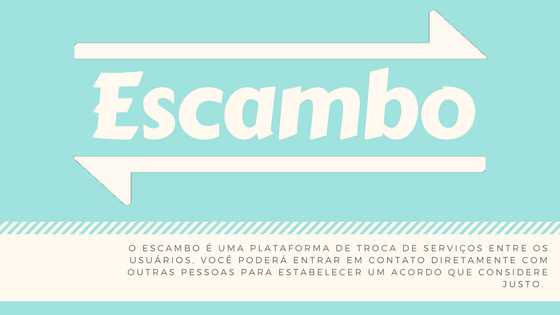 Escambo
O ESCAMBO É UMA PLATAFORMA DE TROCA DE SERVIÇOS ENTRE OS
USUÁRIOS, VOCÊ PODERÁ ENTRAR EM CONTATO DIRETAMENTE COM
OUTRAS PESSOAS PARA ESTABELECER UM ACORDO QUE CONSIDERE
JUSTO.